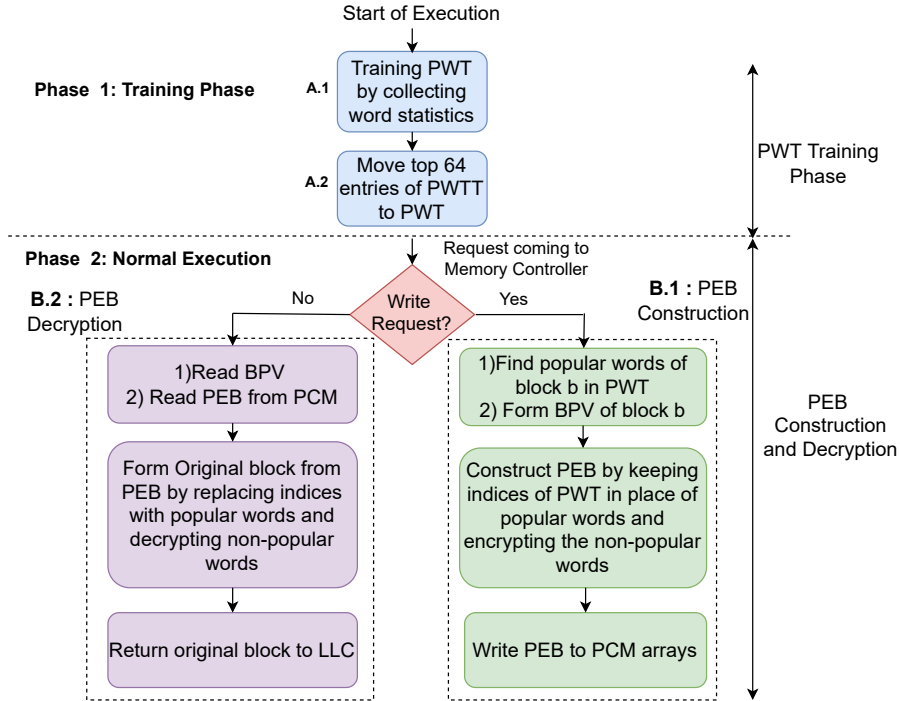 Start of Execution
Phase 1: Training Phase
A.1
Training PWT
by collecting
word statistics
A.2
Move top 64
entries of PWTT
to PWT
PWT Training
Phase
Phase 2: Normal Execution
Request coming to
Memory Controller
B.2 : PEB
Decryption
No
Write
Request?
Yes
B.1 : PEB
Construction
1)Read BPV
2) Read PEB from PCM
Form Original block from
PEB by replacing indices
with popular words and
decrypting non-popular
words
Return original block to LLC
1)Find popular words of
block b in PWT
2) Form BPV of block b
Construct PEB by keeping
indices of PWT in place of
popular words and
encrypting the non-popular
words
Write PEB to PCM arrays
PEB
Construction
and Decryption